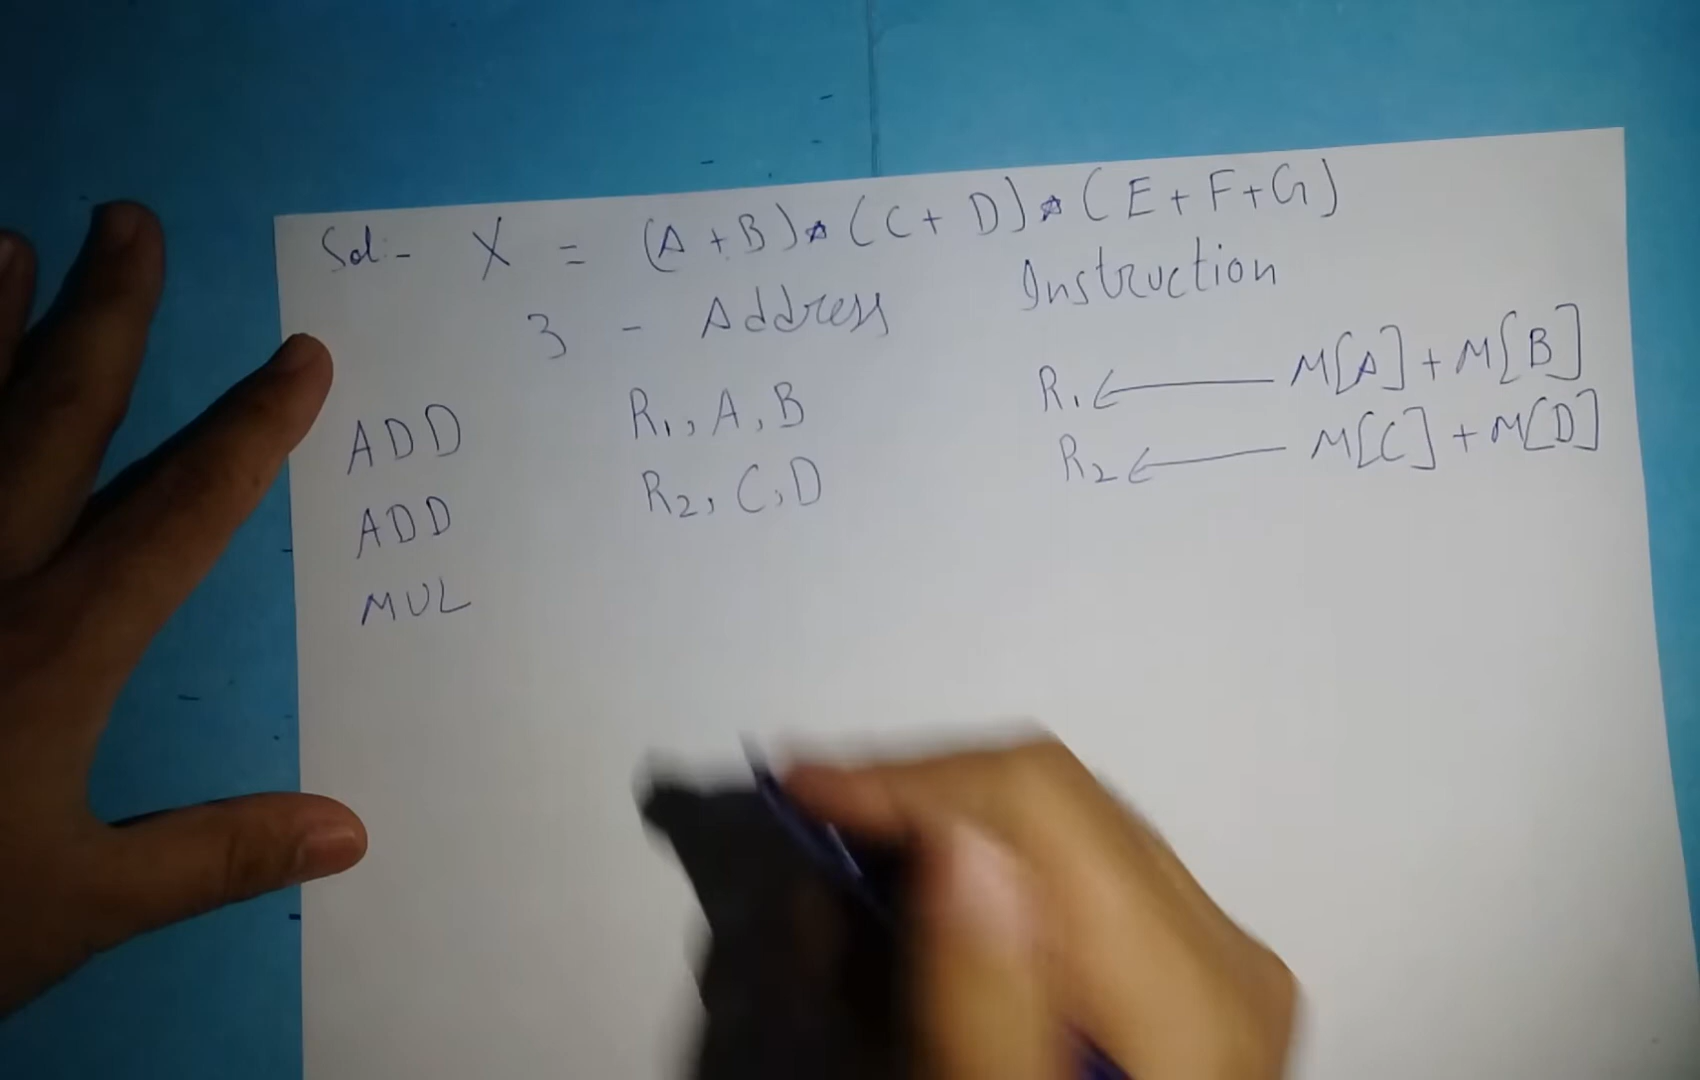 Sol:- X = (A+B)*(C+D)*(E+F+G)
3 - Address Instruction
ADD R1, A, B R1 ← M[A] + M[B]
ADD R2, C, D R2 ← M[C] + M[D]
MUL